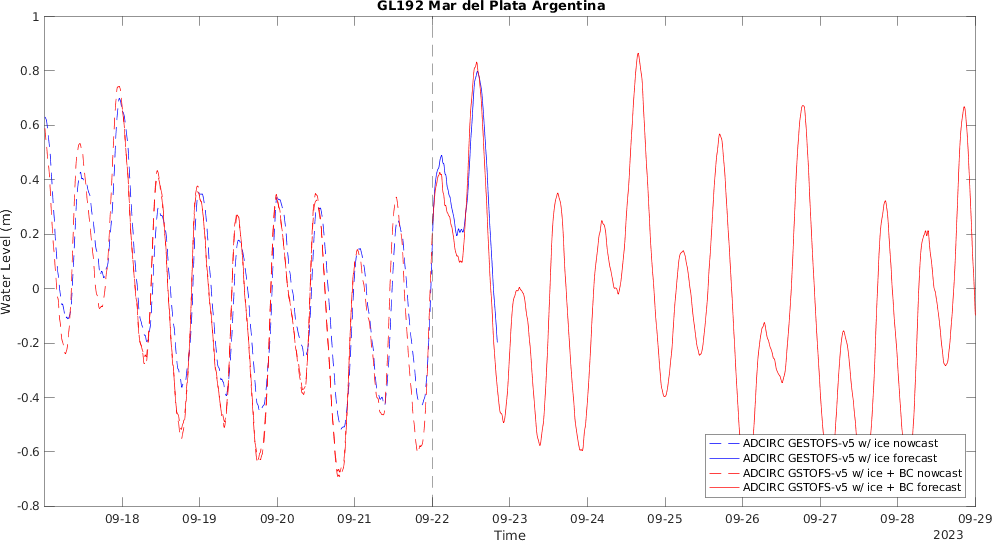 GL192 Mar del Plata Argentina
1
0.8
0.6
0.4
0.2
0
-0.2
-0.4
-0.6
-0.8
Water Level (m)
ADCIRC GESTOFS-v5 w/ ice nowcast
ADCIRC GESTOFS-v5 w/ ice forecast
ADCIRC GSTOFS-v5 w/ ice + BC nowcast
ADCIRC GSTOFS-v5 w/ ice + BC forecast
09-18 09-19 09-20 09-21 09-22 09-23 09-24 09-25 09-26 09-27 09-28 09-29
Time
2023